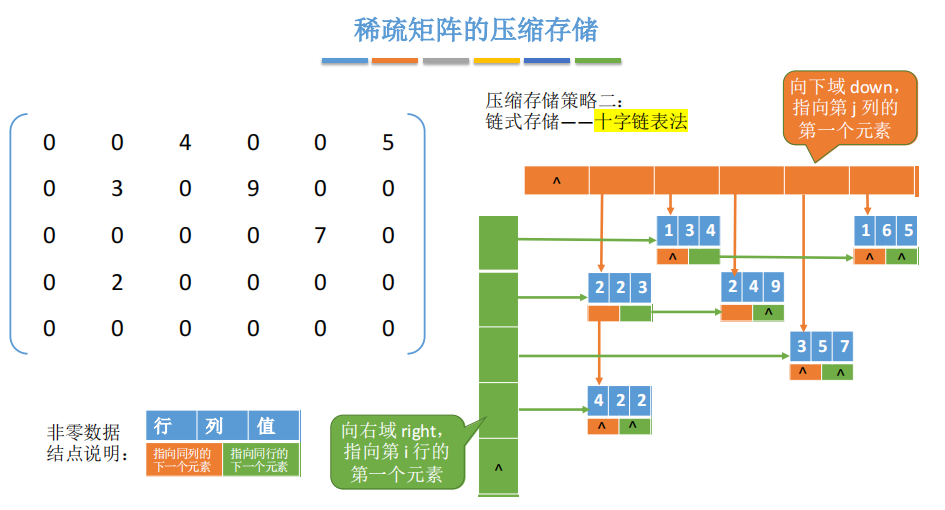 稀疏矩阵的压缩存储
压缩存储策略二：
链式存储——十字链表法
向下域 down，
指向第 j 列的
第一个元素
0 0 4 0 0 5
0 3 0 9 0 0
0 0 0 0 7 0
0 2 0 0 0 0
0 0 0 0 0 0
^
1 3 4
^
1 6 5
^ ^
2 2 3
2 4 9
^
3 5 7
^ ^
4 2 2
^ ^
^
向右域 right，
指向第 i 行的
第一个元素
非零数据
结点说明：
行 列 值
指向同列的
下一个元素
指向同行的
下一个元素